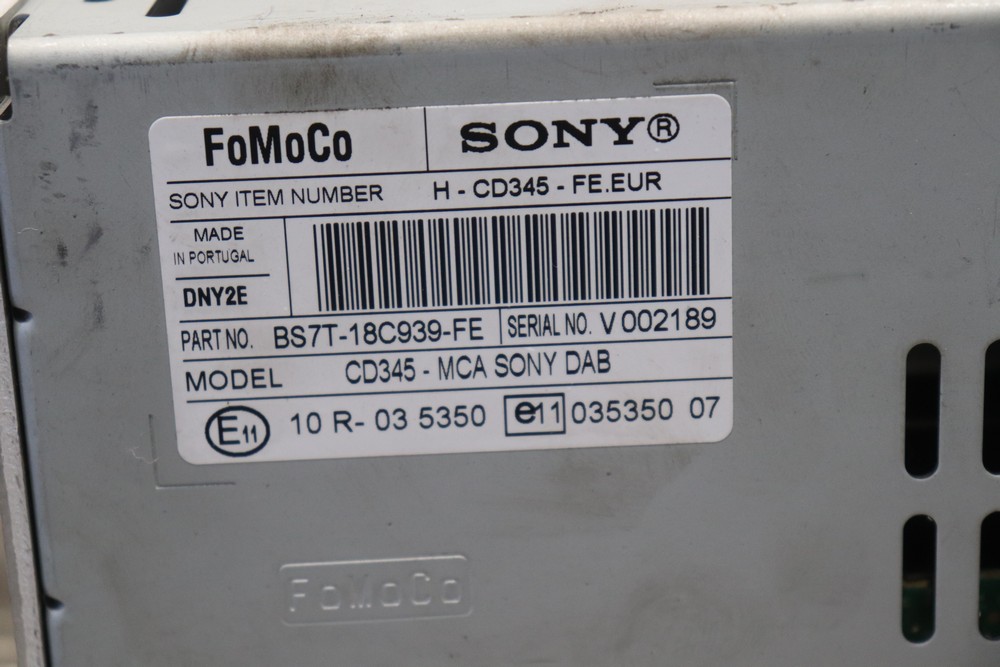 FoMoCo SONY®
SONY ITEM NUMBER H - CD345 - FE.EUR
MADE
IN PORTUGAL
DNY2E
PART NO. BS7T-18C939-FE SERIAL NO. V 002189
MODEL CD345 - MCA SONY DAB
E11 10 R- 03 5350 e11 035350 07
FoMoCo